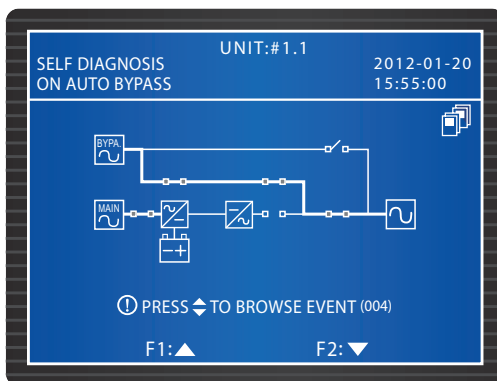 UNIT:#1.1
SELF DIAGNOSIS
2012-01-20
ON AUTO BYPASS
15:55:00
BYPA.
MAIN
PRESS TO BROWSE EVENT (004)
F1:
F2: